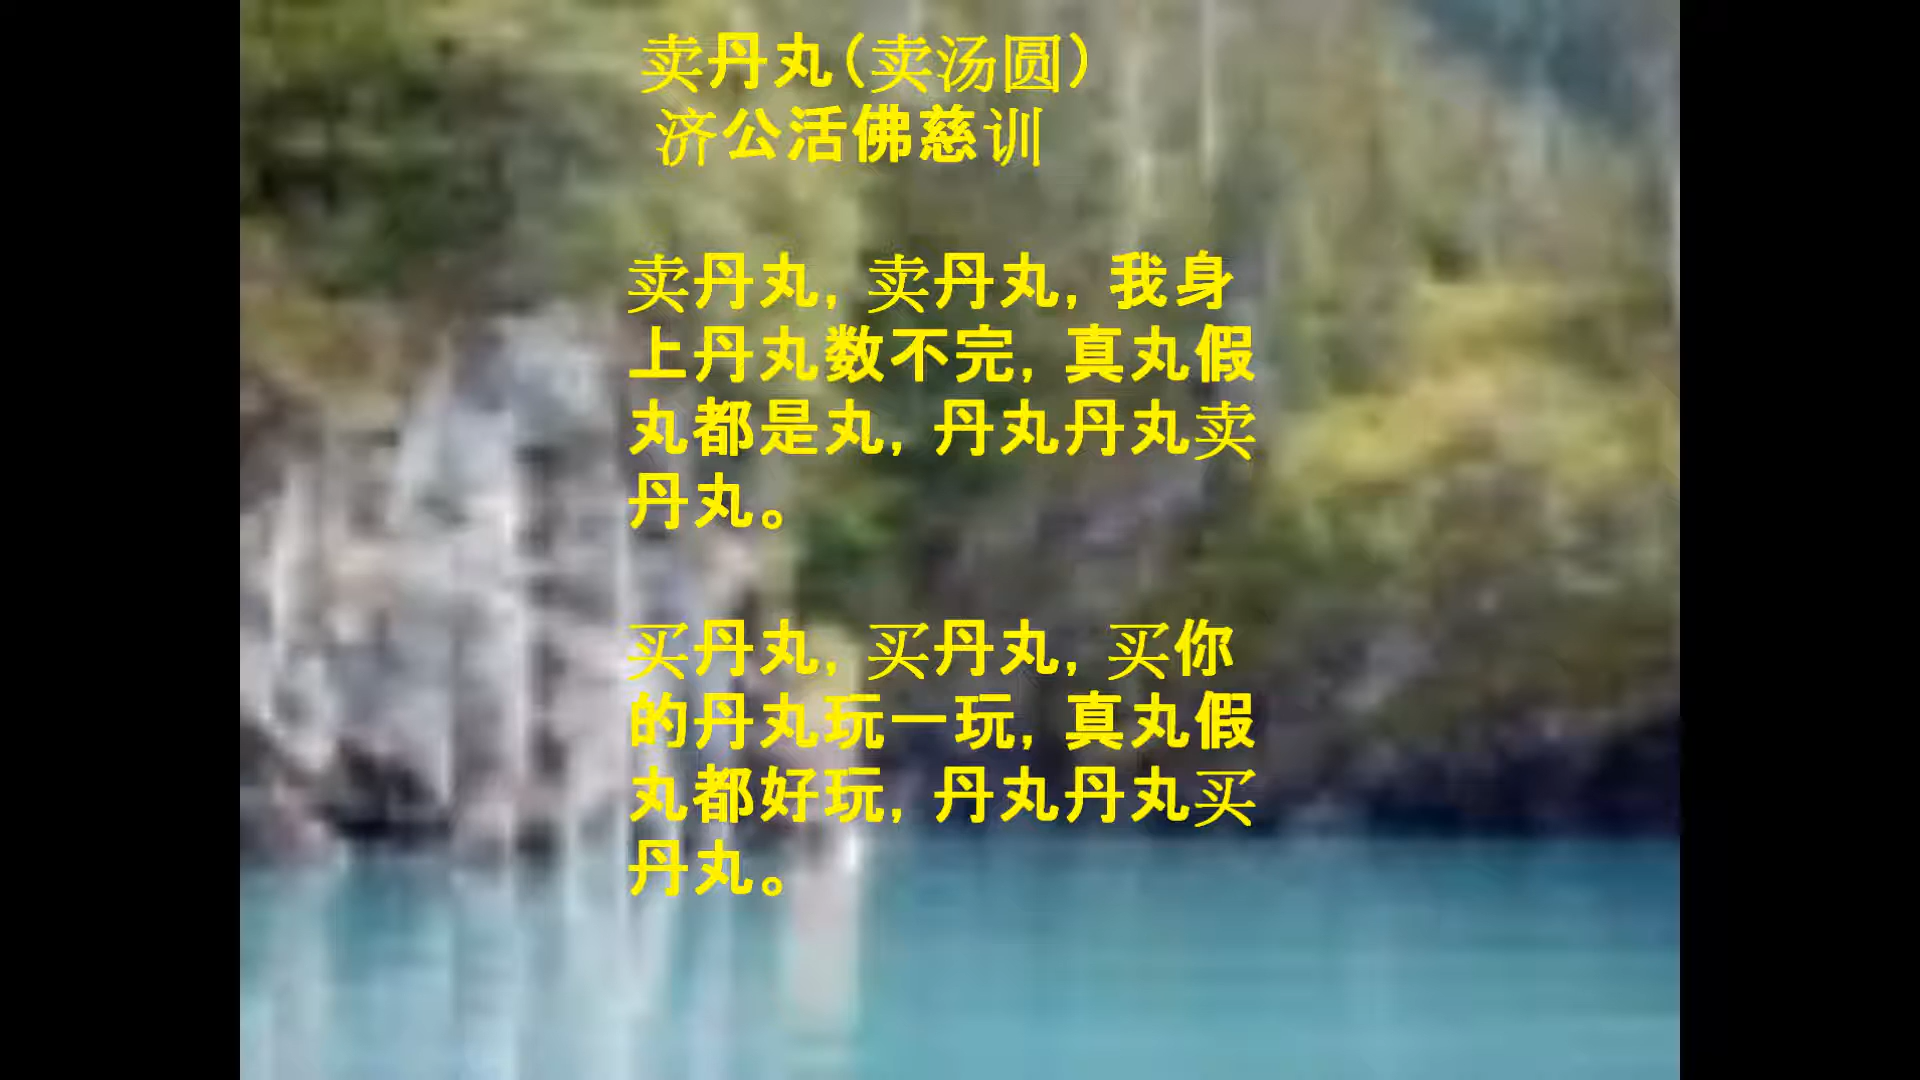 卖丹丸(卖汤圆)
济公活佛慈训
卖丹丸, 卖丹丸, 我身
上丹丸数不完, 真丸假
丸都是丸, 丹丸丹丸卖
丹丸。
买丹丸, 买丹丸, 买你
的丹丸玩一玩, 真丸假
丸都好玩, 丹丸丹丸买
丹丸。